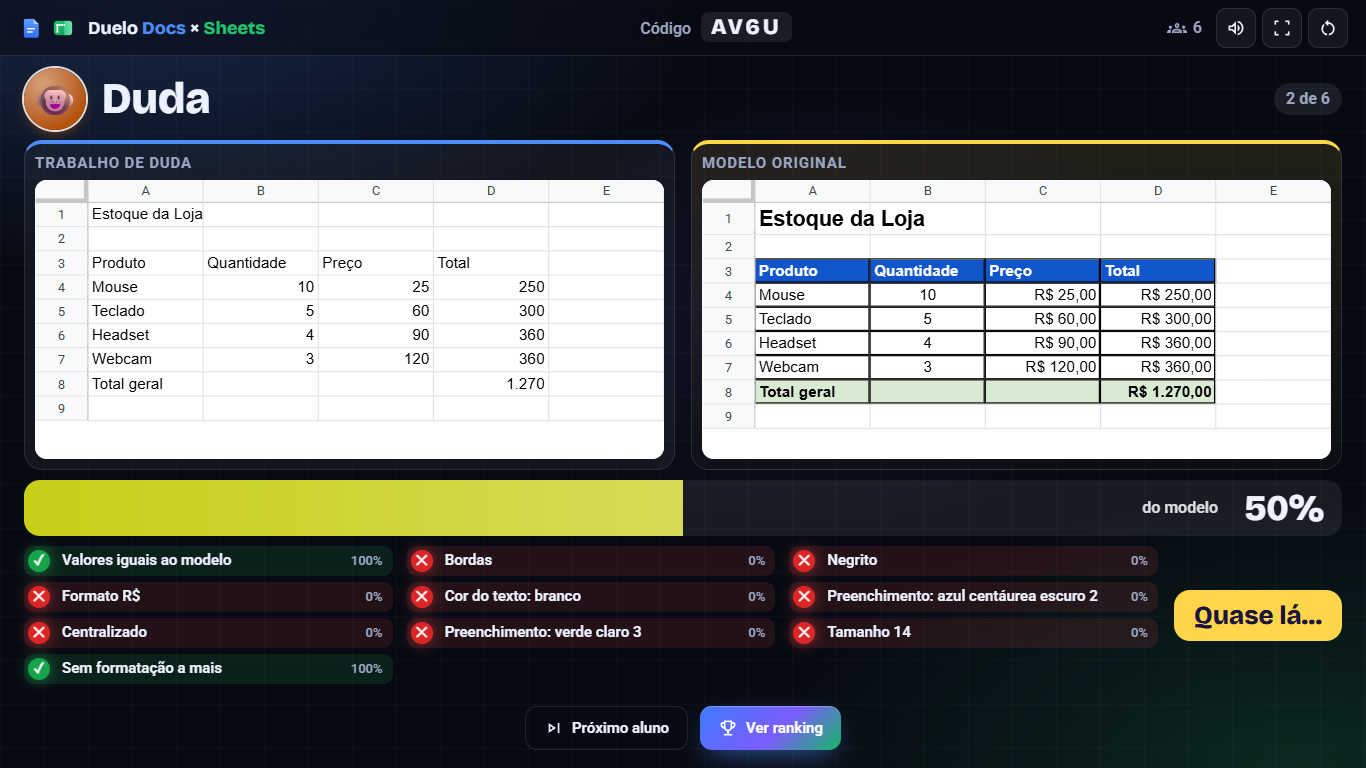 Duelo Docs × Sheets
Código AV6U
6
Duda
2 de 6
TRABALHO DE DUDA
A B C D E
1 Estoque da Loja
2
3 Produto Quantidade Preço Total
4 Mouse 10 25 250
5 Teclado 5 60 300
6 Headset 4 90 360
7 Webcam 3 120 360
8 Total geral 1.270
9
MODELO ORIGINAL
A B C D E
1 Estoque da Loja
2
3 Produto Quantidade Preço Total
4 Mouse 10 R$ 25,00 R$ 250,00
5 Teclado 5 R$ 60,00 R$ 300,00
6 Headset 4 R$ 90,00 R$ 360,00
7 Webcam 3 R$ 120,00 R$ 360,00
8 Total geral R$ 1.270,00
9
do modelo 50%
Valores iguais ao modelo 100%
Bordas 0%
Negrito 0%
Formato R$ 0%
Cor do texto: branco 0%
Preenchimento: azul centáurea escuro 2 0%
Centralizado 0%
Preenchimento: verde claro 3 0%
Tamanho 14 0%
Sem formatação a mais 100%
Quase lá...
Próximo aluno
Ver ranking